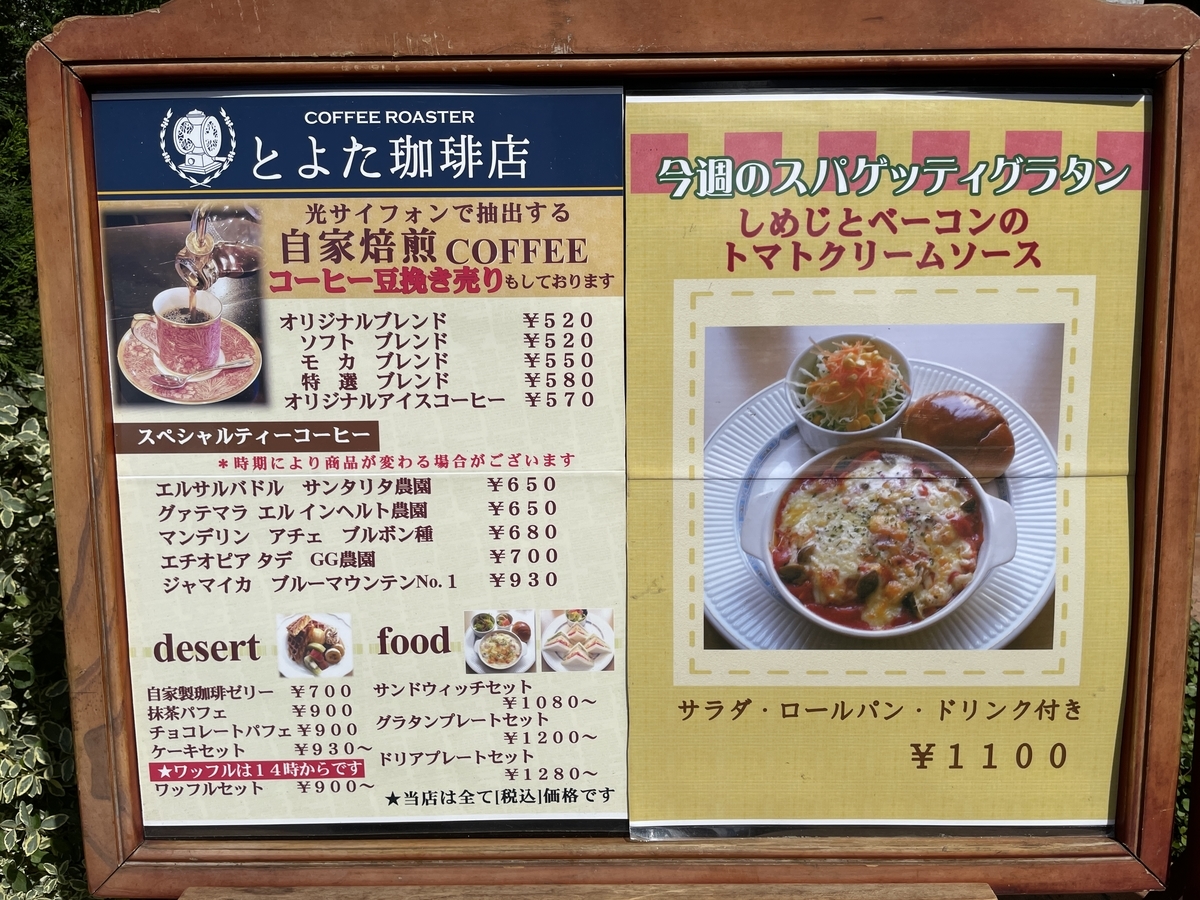 COFFEE ROASTER
とよた珈琲店
光サイフォンで抽出する
自家焙煎 COFFEE
コーヒー豆挽き売りもしております
オリジナルブレンド ￥５２０
ソフト ブレンド ￥５２０
モ カ ブレンド ￥５５０
特 選 ブレンド ￥５８０
オリジナルアイスコーヒー ￥５７０
スペシャルティーコーヒー
＊時期により商品が変わる場合がございます
エルサルバドル サンタリタ農園 ￥６５０
グァテマラ エル インヘルト農園 ￥６５０
マンデリン アチェ ブルボン種 ￥６８０
エチオピア タデ GG農園 ￥７００
ジャマイカ ブルーマウンテンNo.１ ￥９３０
desert
自家製珈琲ゼリー ￥７００
抹茶パフェ ￥９００
チョコレートパフェ ￥９００
ケーキセット ￥９３０～
★ワッフルは１４時からです
ワッフルセット ￥９００～
food
サンドウィッチセット
￥１０８０～
グラタンプレートセット
￥１２００～
ドリアプレートセット
￥１２８０～
★当店は全て[税込]価格です
今週のスパゲッティグラタン
しめじとベーコンの
トマトクリームソース
サラダ・ロールパン・ドリンク付き
￥１１００